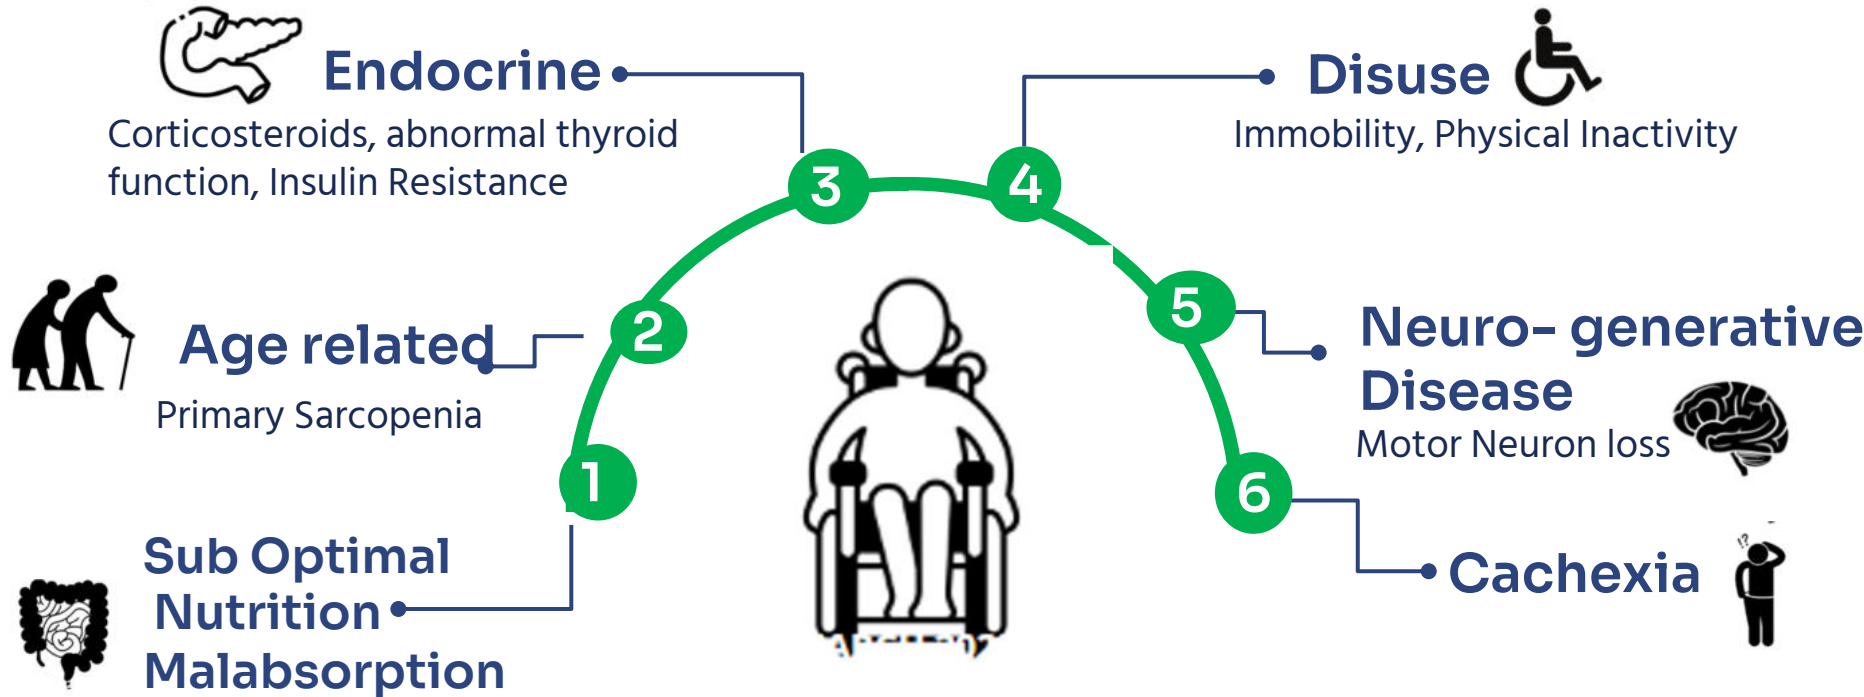 Endocrine
Corticosteroids, abnormal thyroid
function, Insulin Resistance
Disuse
Immobility, Physical Inactivity
3
4
Age related
Primary Sarcopenia
2
5
Neuro- generative
Disease
Motor Neuron loss
1
6
Sub Optimal
Nutrition
Malabsorption
Cachexia
!?